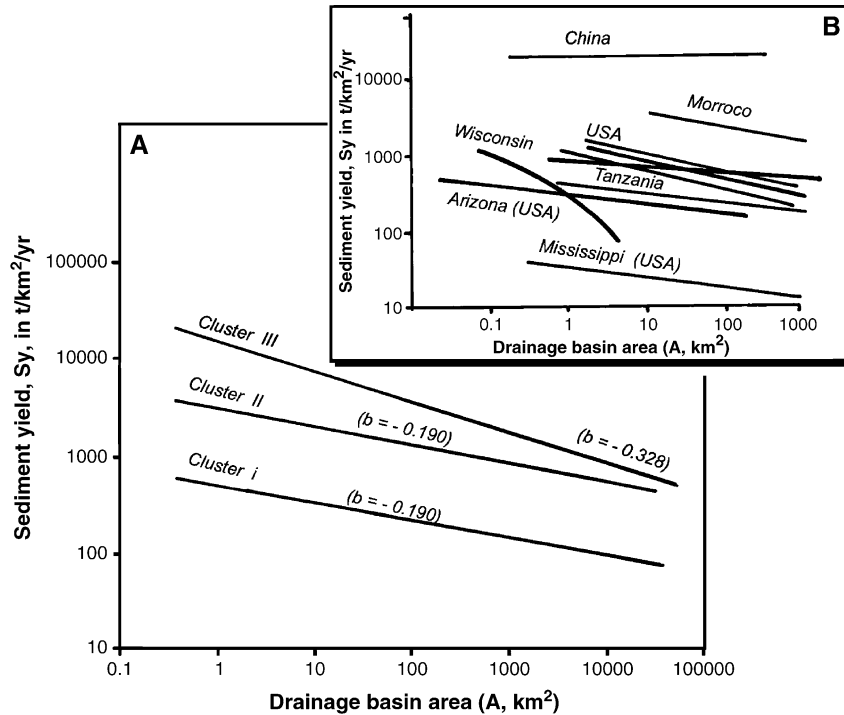 B
China
10000
Morroco
Wisconsin
USA
1000
Tanzania
Arizona (USA)
100
Mississippi (USA)
10
0.1 1 10 100 1000
Sediment yield, Sy in t/km²/yr
Drainage basin area (A, km²)
A
100000
Cluster III
10000
Cluster II
(b = - 0.190)
(b = - 0.328)
1000
Cluster i
(b = - 0.190)
100
10
0.1 1 10 100 1000 10000 100000
Sediment yield, Sy, in t/km²/yr
Drainage basin area (A, km²)